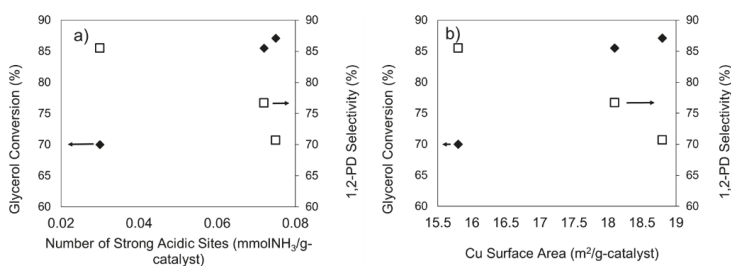 a)
Glycerol Conversion (%)
90
85
80
75
70
65
60
90
85
80
75
70
65
60
1,2-PD Selectivity (%)
0.02 0.04 0.06 0.08
Number of Strong Acidic Sites (mmolNH₃/g-
catalyst)
b)
Glycerol Conversion (%)
90
85
80
75
70
65
60
90
85
80
75
70
65
60
1,2-PD Selectivity (%)
15.5 16 16.5 17 17.5 18 18.5 19
Cu Surface Area (m²/g-catalyst)